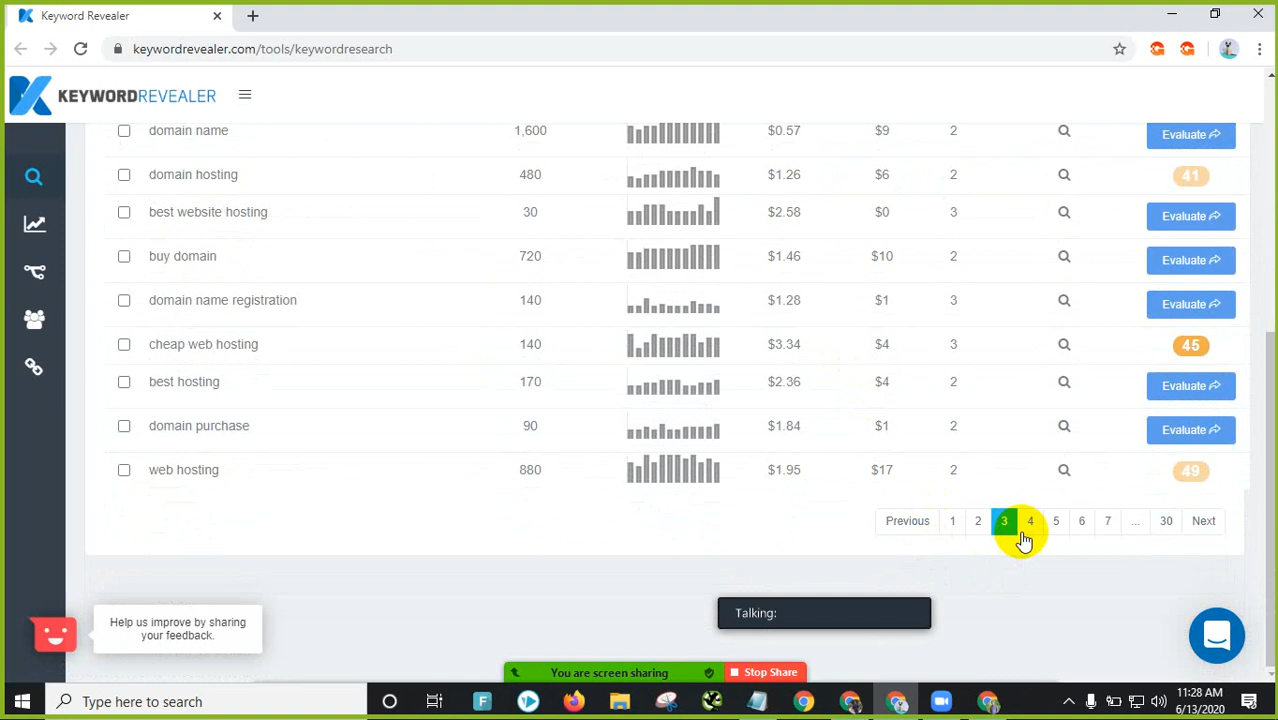 Keyword Revealer
keywordrevealer.com/tools/keywordresearch
KEYWORDREVEALER
domain name 1,600 $0.57 $9 2 Evaluate
domain hosting 480 $1.26 $6 2 41
best website hosting 30 $2.58 $0 3 Evaluate
buy domain 720 $1.46 $10 2 Evaluate
domain name registration 140 $1.28 $1 3 Evaluate
cheap web hosting 140 $3.34 $4 3 45
best hosting 170 $2.36 $4 2 Evaluate
domain purchase 90 $1.84 $1 2 Evaluate
web hosting 880 $1.95 $17 2 49
Previous 1 2 3 4 5 6 7 ... 30 Next
Help us improve by sharing
your feedback.
Talking:
You are screen sharing Stop Share
Type here to search
11:28 AM
6/13/2020